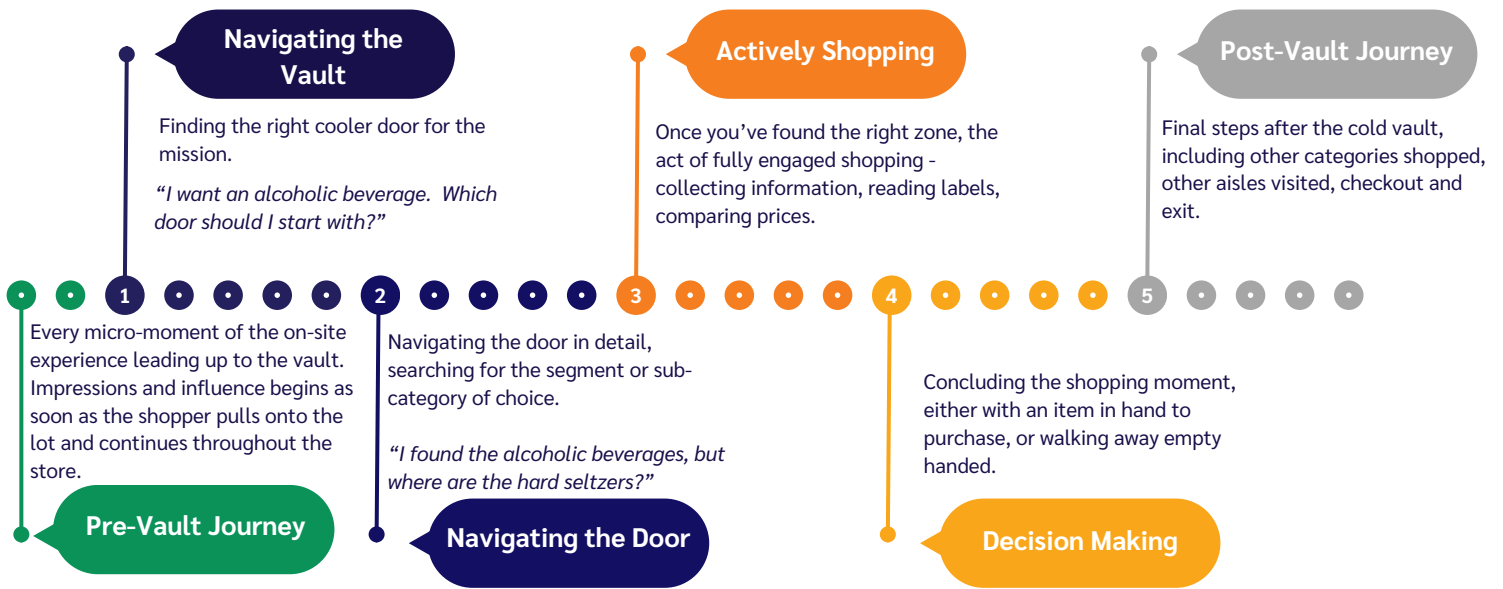 Navigating the
Vault
Finding the right cooler door for the
mission.
“I want an alcoholic beverage.  Which
door should I start with?”
Actively Shopping
Once you’ve found the right zone, the
act of fully engaged shopping -
collecting information, reading labels,
comparing prices.
Post-Vault Journey
Final steps after the cold vault,
including other categories shopped,
other aisles visited, checkout and
exit.
1
2
3
4
5
Every micro-moment of the on-site
experience leading up to the vault.
Impressions and influence begins as
soon as the shopper pulls onto the
lot and continues throughout the
store.
Pre-Vault Journey
Navigating the door in detail,
searching for the segment or sub-
category of choice.
“I found the alcoholic beverages, but
where are the hard seltzers?”
Navigating the Door
Concluding the shopping moment,
either with an item in hand to
purchase, or walking away empty
handed.
Decision Making